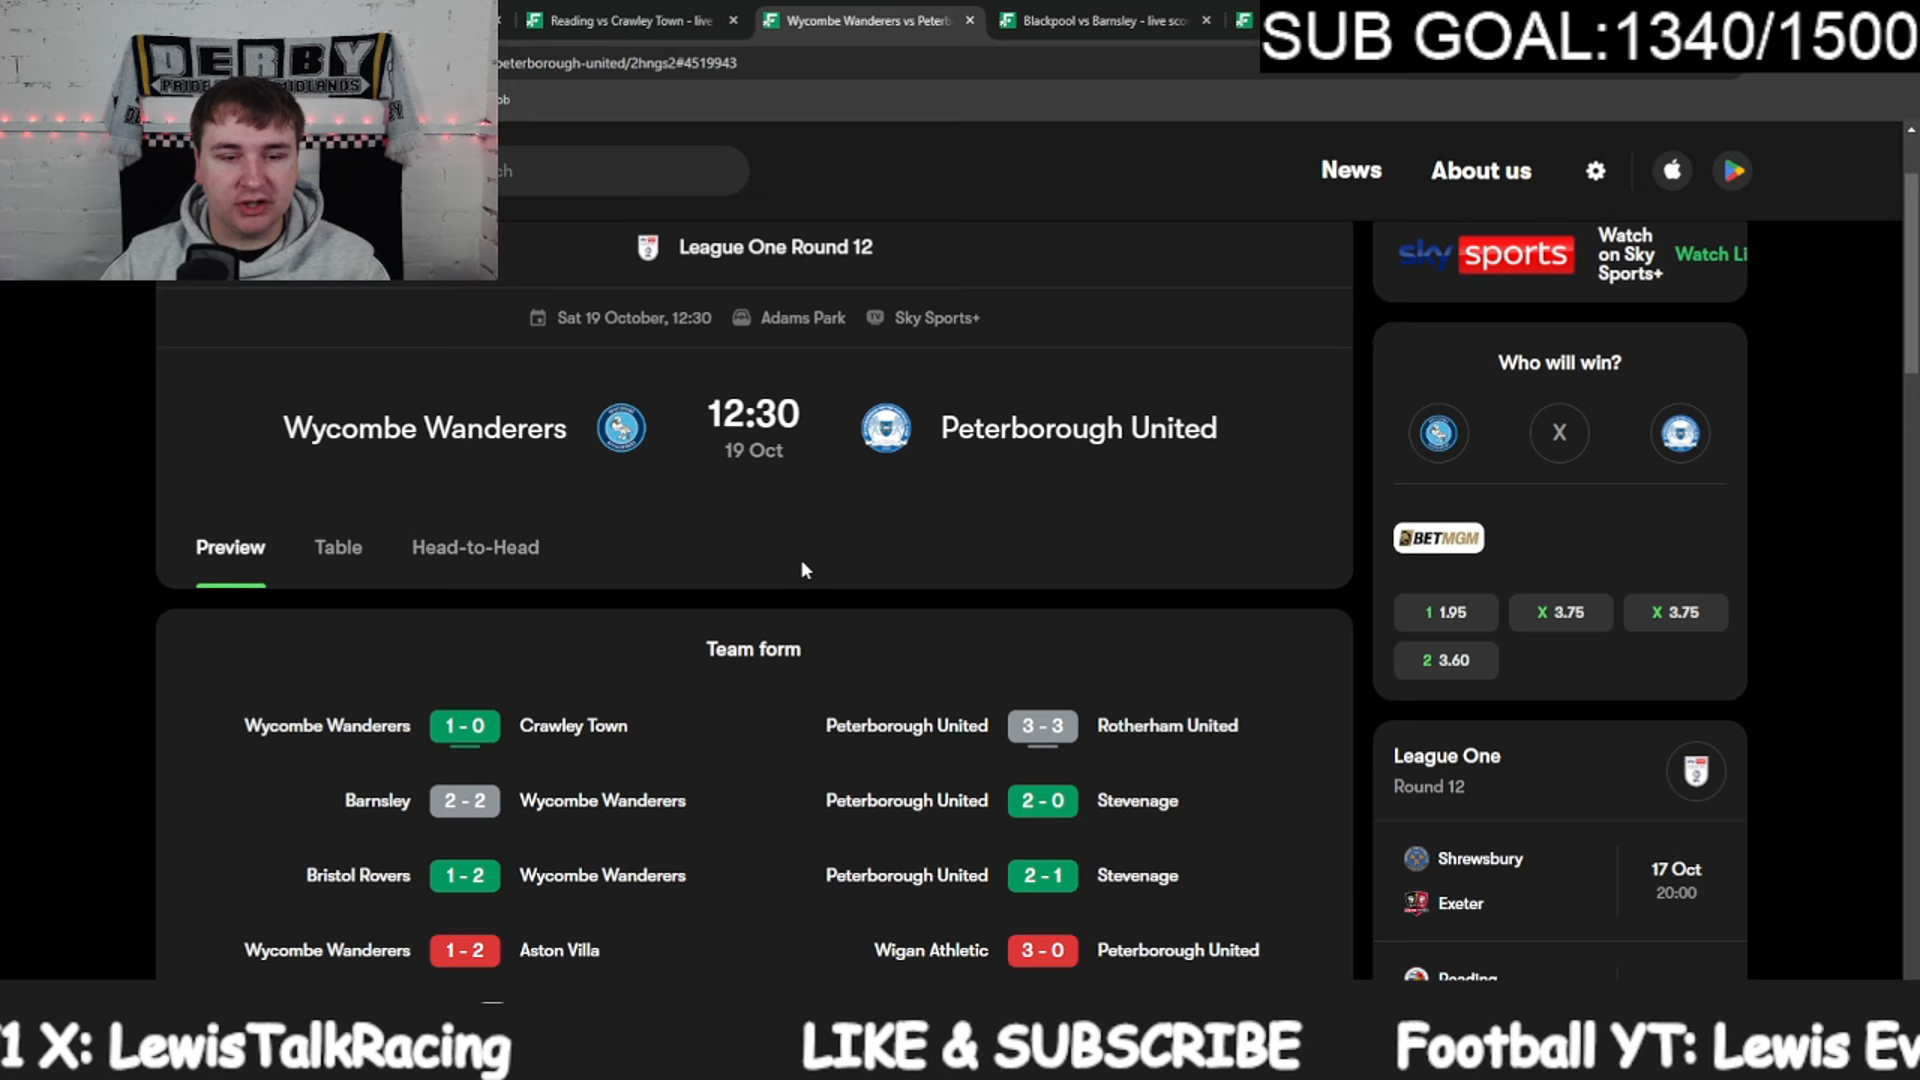 Reading vs Crawley Town - live
Wycombe Wanderers vs Peterb
Blackpool vs Barnsley - live sco
SUB GOAL:1340/1500
peterborough-united/2hngs2#4519943
DERBY
PRIDE MIDLANDS
ob
ch
News
About us
League One Round 12
sky sports
Watch on Sky Sports+
Watch Li
Sat 19 October, 12:30
Adams Park
Sky Sports+
Wycombe Wanderers
12:30
19 Oct
Peterborough United
Who will win?
X
BETMGM
Preview
Table
Head-to-Head
1 1.95
X 3.75
X 3.75
2 3.60
Team form
Wycombe Wanderers 1 - 0 Crawley Town
Peterborough United 3 - 3 Rotherham United
Barnsley 2 - 2 Wycombe Wanderers
Peterborough United 2 - 0 Stevenage
Bristol Rovers 1 - 2 Wycombe Wanderers
Peterborough United 2 - 1 Stevenage
Wycombe Wanderers 1 - 2 Aston Villa
Wigan Athletic 3 - 0 Peterborough United
League One
Round 12
Shrewsbury
Exeter
17 Oct
20:00
Reading
1 X: LewisTalkRacing
LIKE & SUBSCRIBE
Football YT: Lewis Ev